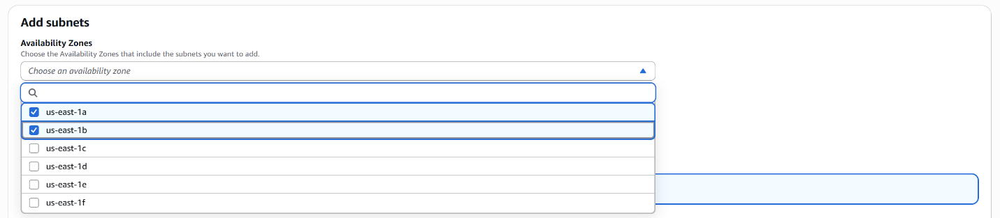 Add subnets
Availability Zones
Choose the Availability Zones that include the subnets you want to add.
Choose an availability zone
us-east-1a
us-east-1b
us-east-1c
us-east-1d
us-east-1e
us-east-1f